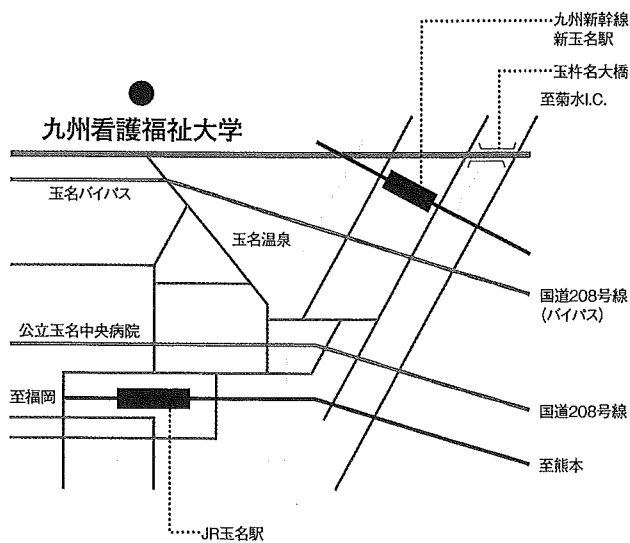 九州新幹線
新玉名駅
玉杵名大橋
至菊水I.C.
九州看護福祉大学
玉名バイパス
玉名温泉
国道208号線
(バイパス)
公立玉名中央病院
至福岡
国道208号線
至熊本
JR玉名駅